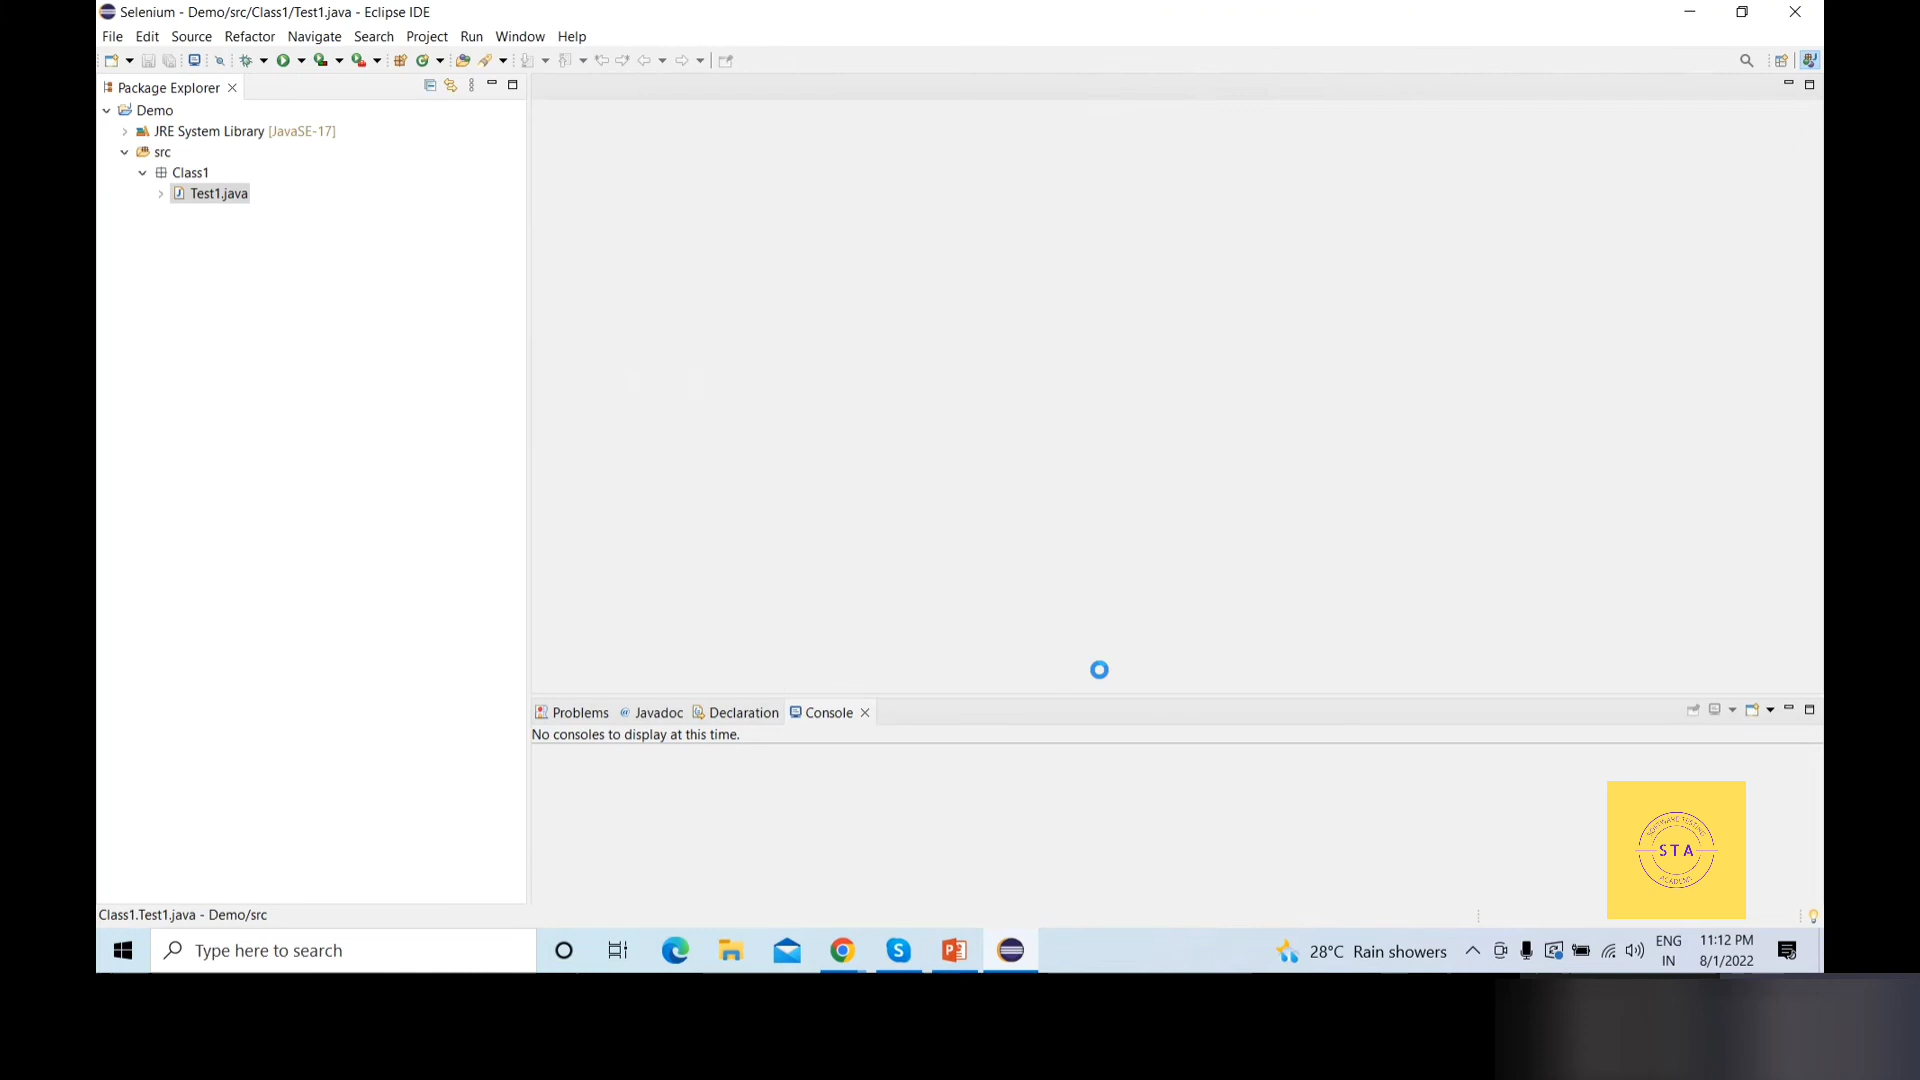 Selenium - Demo/src/Class1/Test1.java - Eclipse IDE
File Edit Source Refactor Navigate Search Project Run Window Help
Package Explorer
Demo
JRE System Library [JavaSE-17]
src
Class1
Test1.java
Problems Javadoc Declaration Console
No consoles to display at this time.
SOFTWARE TESTING
STA
ACADEMY
Class1.Test1.java - Demo/src
Type here to search
28°C Rain showers
ENG
IN
11:12 PM
8/1/2022